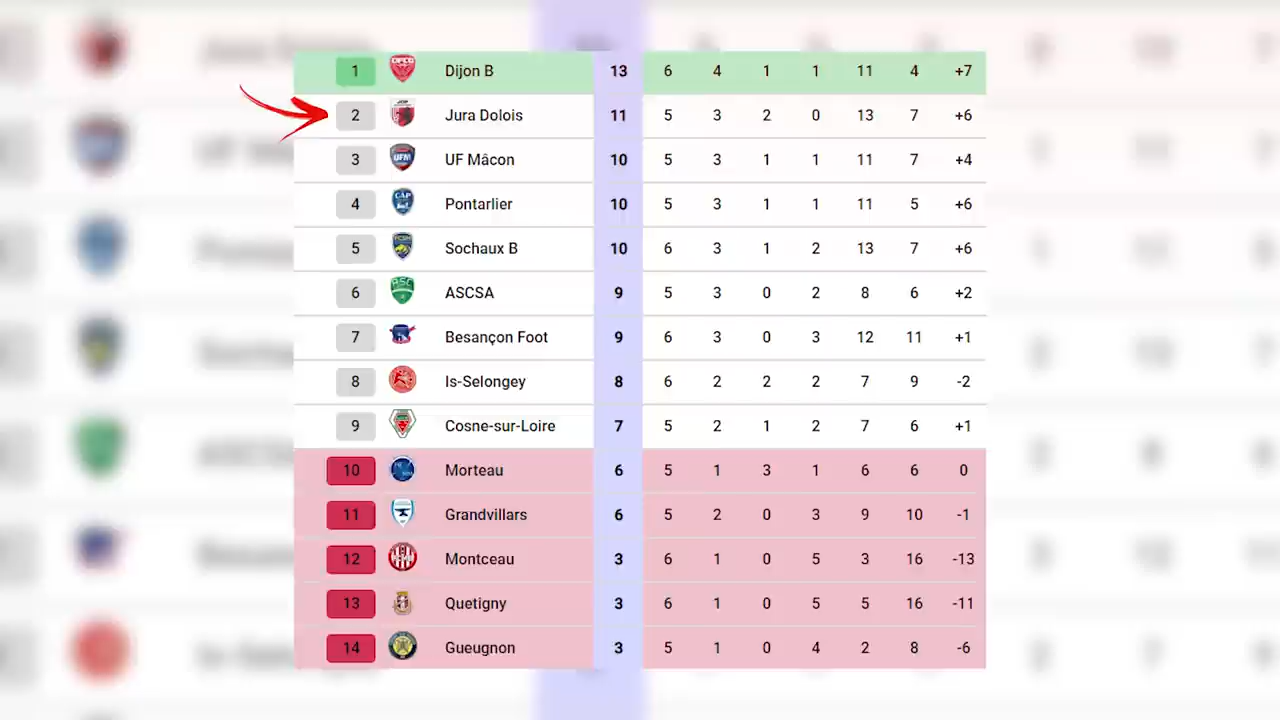 1 Dijon B 13 6 4 1 1 11 4 +7
2 Jura Dolois 11 5 3 2 0 13 7 +6
3 UF Mâcon 10 5 3 1 1 11 7 +4
4 Pontarlier 10 5 3 1 1 11 5 +6
5 Sochaux B 10 6 3 1 2 13 7 +6
6 ASCSA 9 5 3 0 2 8 6 +2
7 Besançon Foot 9 6 3 0 3 12 11 +1
8 Is-Selongey 8 6 2 2 2 7 9 -2
9 Cosne-sur-Loire 7 5 2 1 2 7 6 +1
10 Morteau 6 5 1 3 1 6 6 0
11 Grandvillars 6 5 2 0 3 9 10 -1
12 Montceau 3 6 1 0 5 3 16 -13
13 Quetigny 3 6 1 0 5 5 16 -11
14 Gueugnon 3 5 1 0 4 2 8 -6